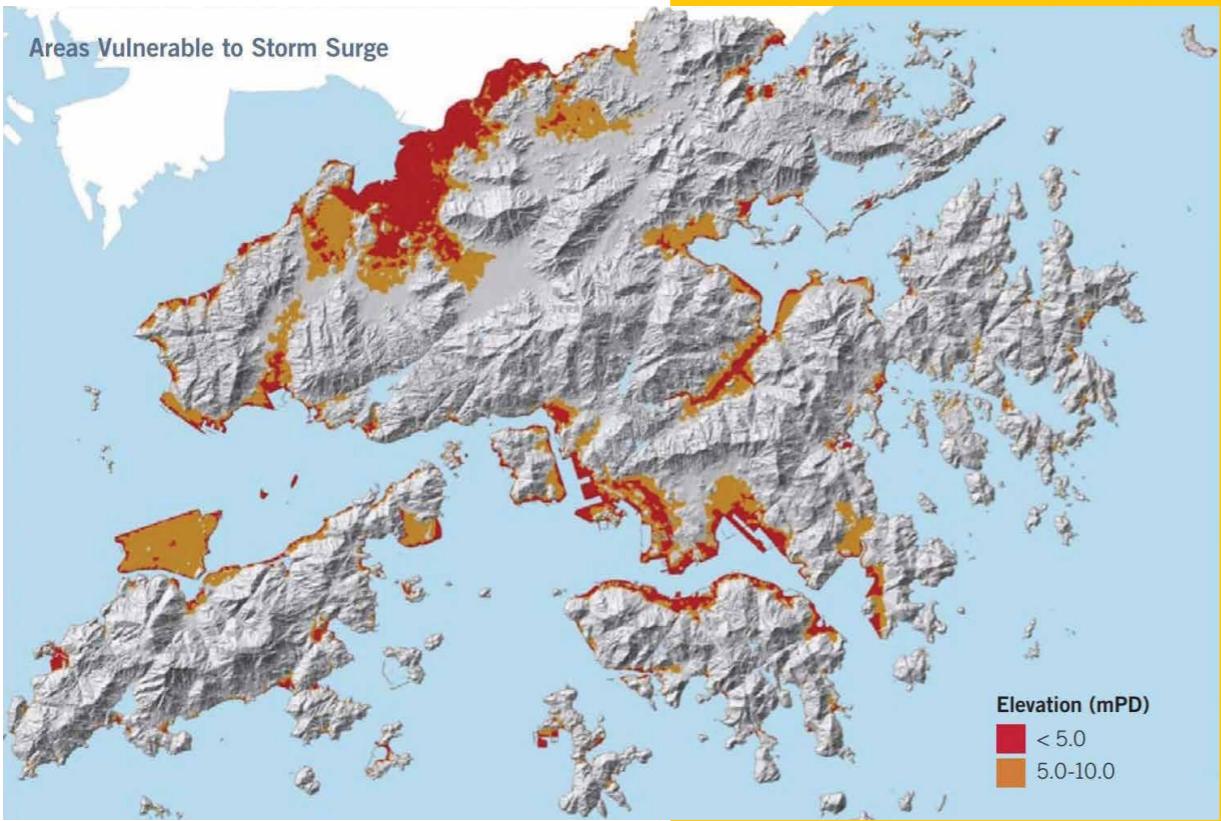 Areas Vulnerable to Storm Surge
Elevation (mPD)
< 5.0
5.0-10.0